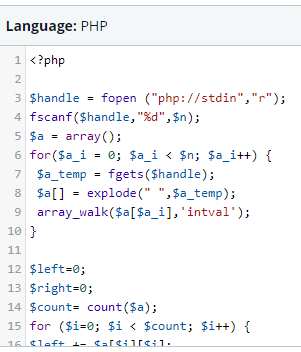 Language: PHP
1 <?php
2
3 $handle = fopen ("php://stdin","r");
4 fscanf($handle,"%d",$n);
5 $a = array();
6 for($a_i = 0; $a_i < $n; $a_i++) {
7 $a_temp = fgets($handle);
8 $a[] = explode(" ",$a_temp);
9 array_walk($a[$a_i],'intval');
10 }
11
12 $left=0;
13 $right=0;
14 $count= count($a);
15 for ($i=0; $i < $count; $i++) {
16 $left += $a[$i][$i];